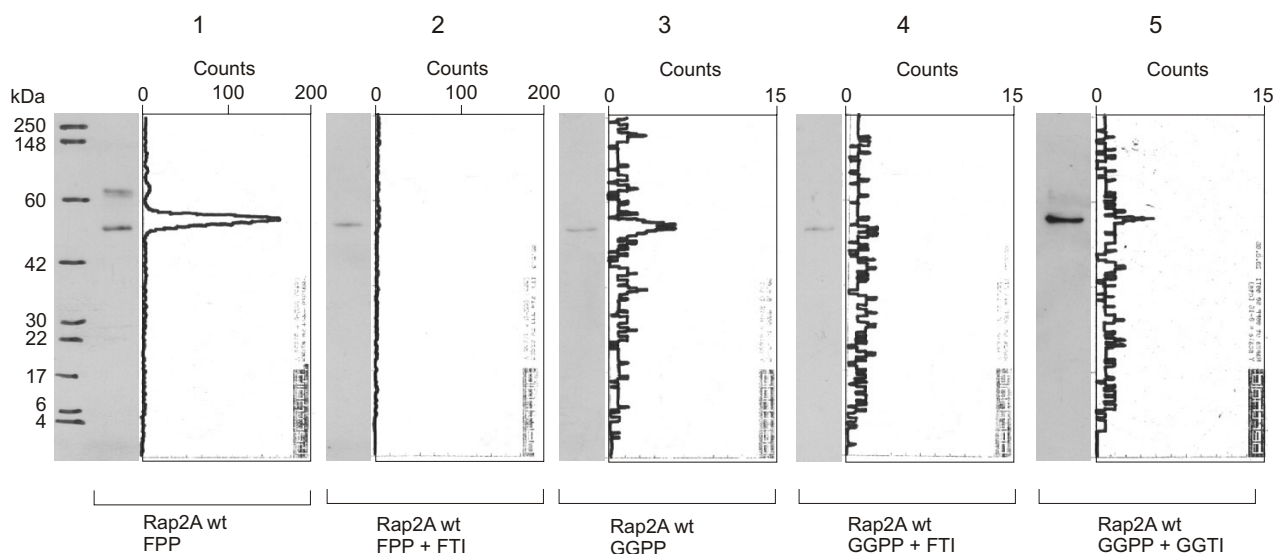 1 2 3 4 5
Counts Counts Counts Counts Counts
kDa 0 100 200 0 100 200 0 15 0 15 0 15
250
148
60
42
30
22
17
6
4
Rap2A wt Rap2A wt Rap2A wt Rap2A wt Rap2A wt
FPP FPP + FTI GGPP GGPP + FTI GGPP + GGTI